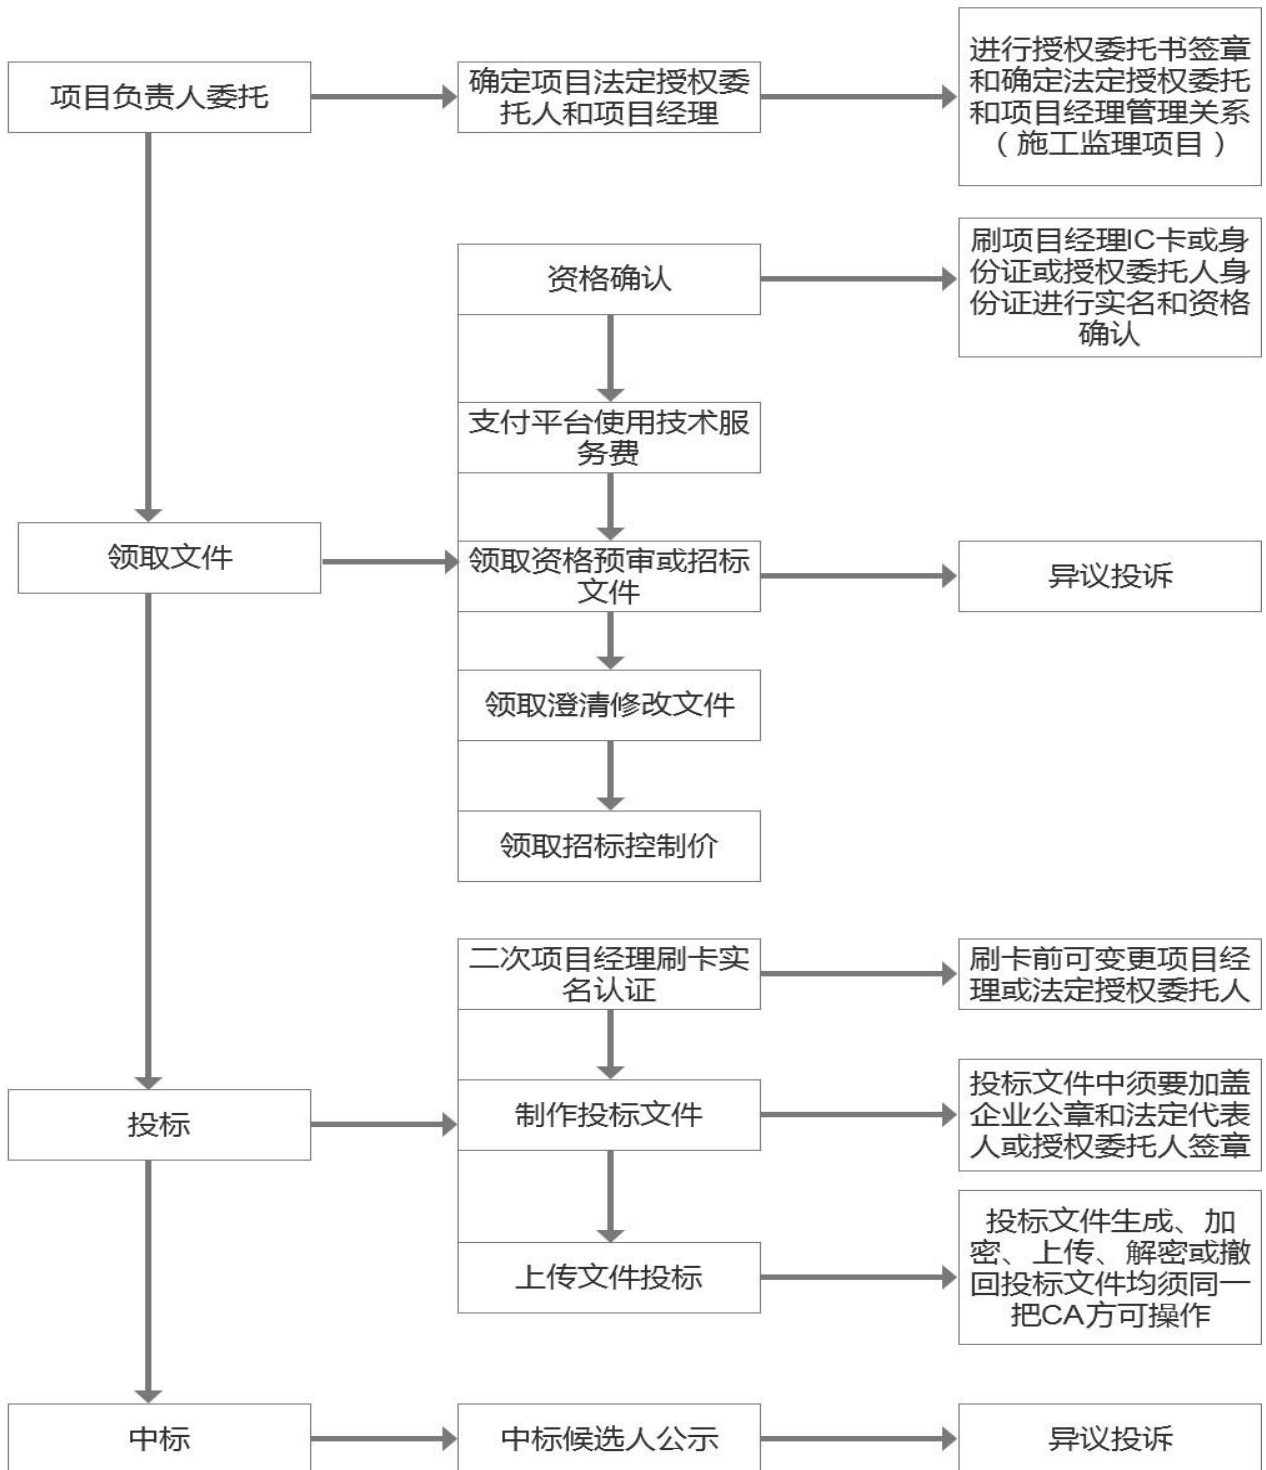 项目负责人委托
确定项目法定授权委
托人和项目经理
进行授权委托书签章
和确定法定授权委托
和项目经理管理关系
（施工监理项目）
资格确认
刷项目经理IC卡或身
份证或授权委托人身
份证进行实名和资格
确认
支付平台使用技术服
务费
领取文件
领取资格预审或招标
文件
异议投诉
领取澄清修改文件
领取招标控制价
二次项目经理刷卡实
名认证
刷卡前可变更项目经
理或法定授权委托人
投标
制作投标文件
投标文件中须要加盖
企业公章和法定代表
人或授权委托人签章
上传文件投标
投标文件生成、加
密、上传、解密或撤
回投标文件均须同一
把CA方可操作
中标
中标候选人公示
异议投诉